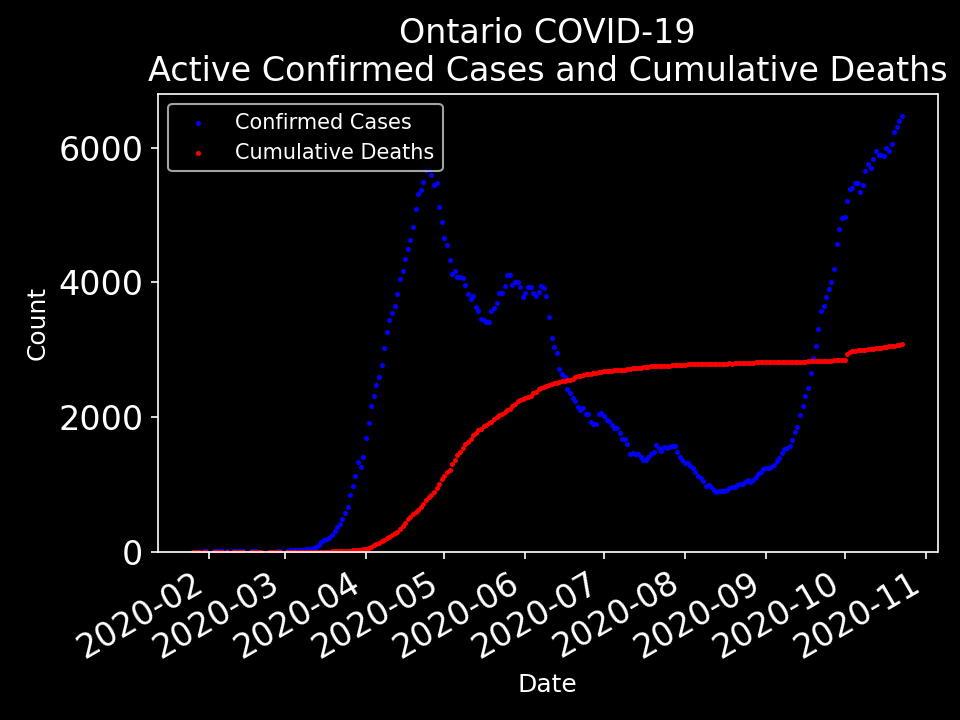 Ontario COVID-19
Active Confirmed Cases and Cumulative Deaths
Confirmed Cases
Cumulative Deaths
6000
4000
2000
0
Count
2020-02
2020-03
2020-04
2020-05
2020-06
2020-07
2020-08
2020-09
2020-10
2020-11
Date